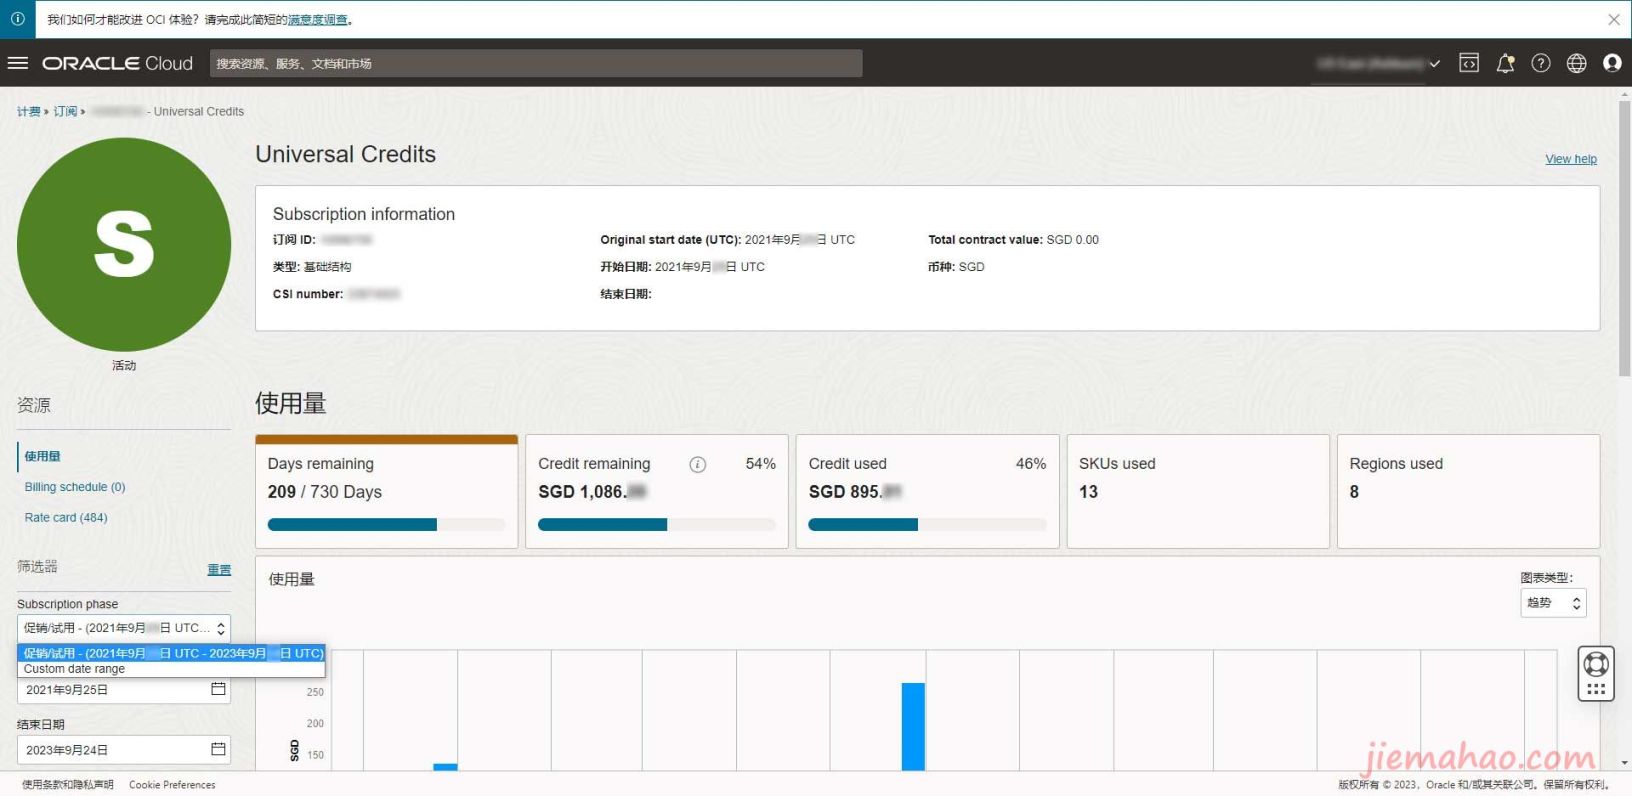 我们如何才能改进 OCI 体验？请完成此简短的满意度调查。
ORACLE Cloud
搜索资源、服务、文档和市场
计费 » 订阅 » - Universal Credits
S
活动
Universal Credits
View help
Subscription information
订阅 ID:
Original start date (UTC): 2021年9月 日 UTC
Total contract value: SGD 0.00
类型: 基础结构
开始日期: 2021年9月 日 UTC
币种: SGD
CSI number:
结束日期:
资源
使用量
Billing schedule (0)
Rate card (484)
筛选器
重置
Subscription phase
促销/试用 - (2021年9月 日 UTC...
促销/试用 - (2021年9月 日 UTC - 2023年9月 日 UTC)
Custom date range
2021年9月25日
结束日期
2023年9月24日
使用量
Days remaining
209 / 730 Days
Credit remaining
54%
SGD 1,086.
Credit used
46%
SGD 895.
SKUs used
13
Regions used
8
使用量
图表类型:
趋势
250
200
150
SGD
jiemahao.com
使用条款和隐私声明
Cookie Preferences
版权所有 © 2023，Oracle 和/或其关联公司。保留所有权利。